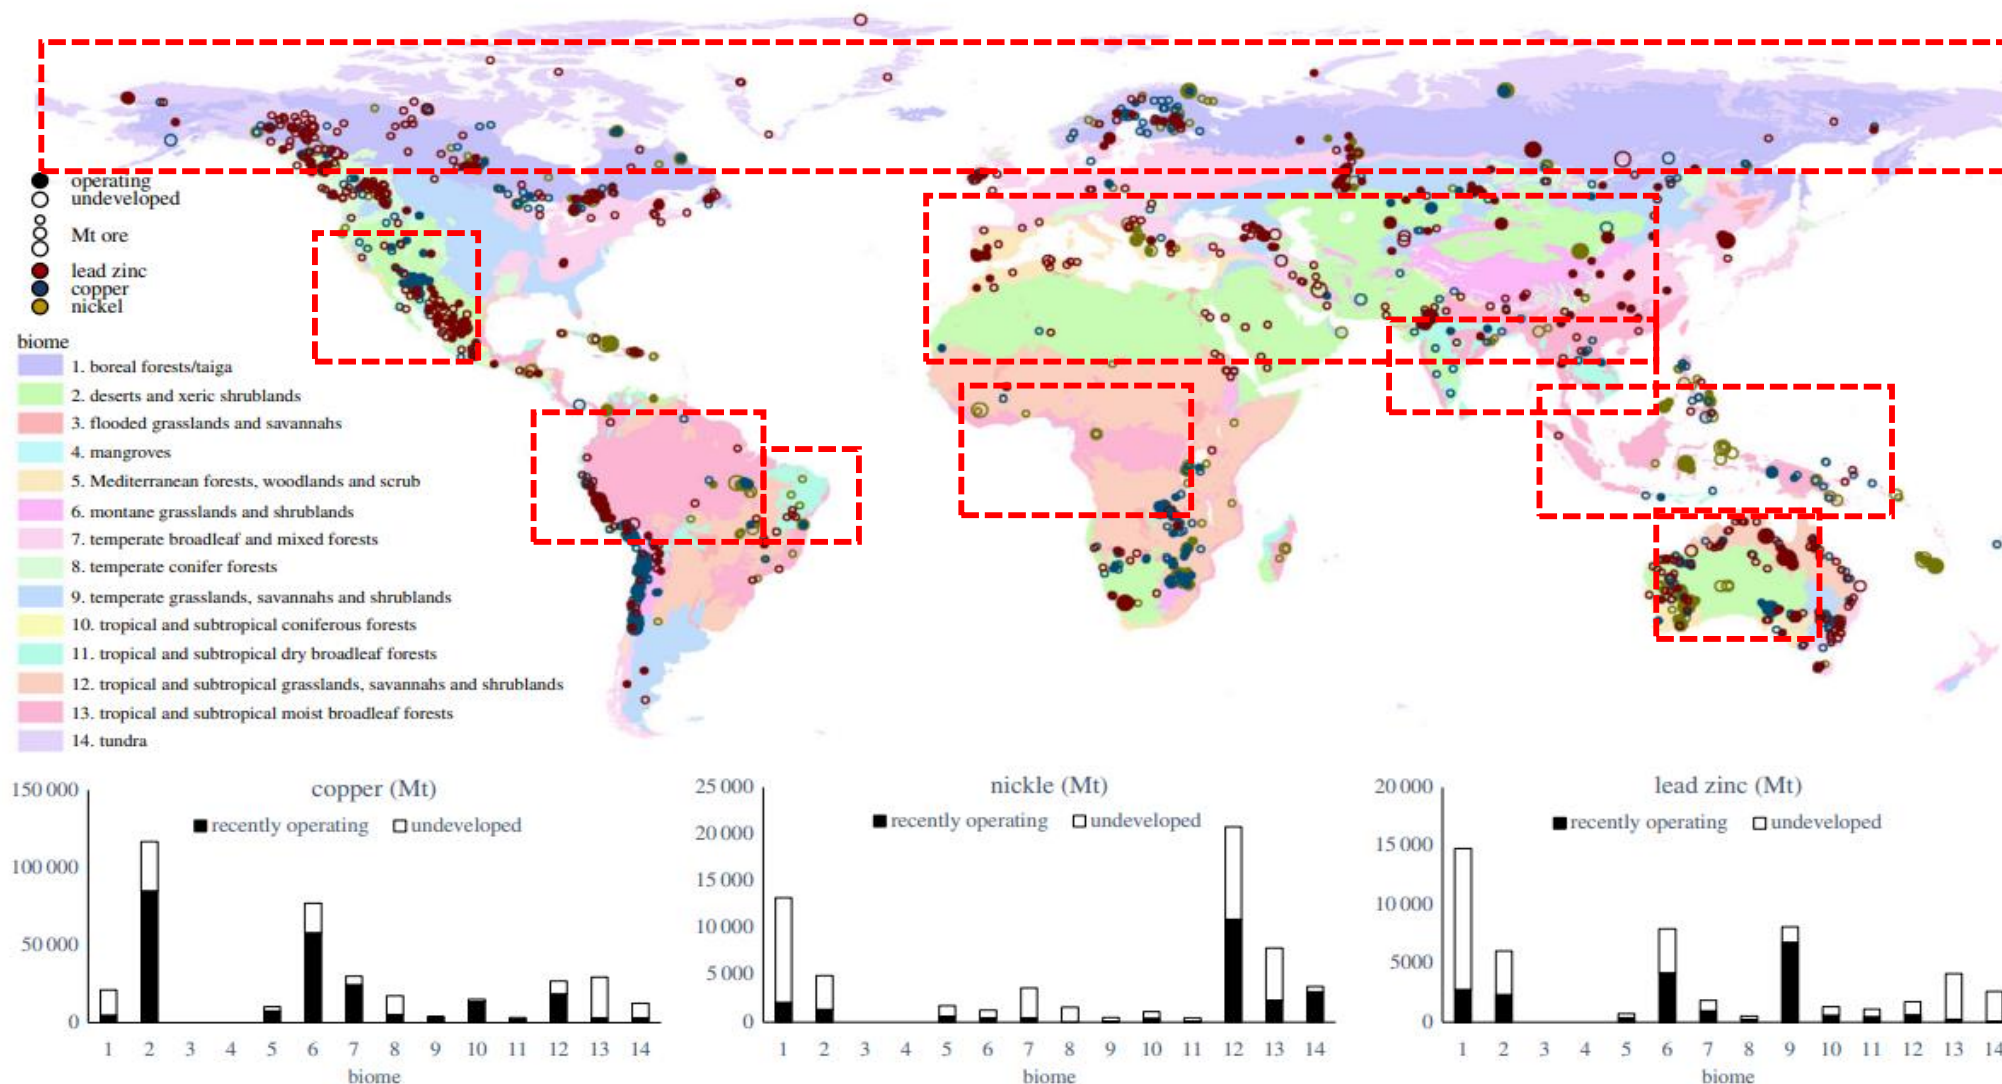 operating
undeveloped
Mt ore
lead zinc
copper
nickel
biome
1. boreal forests/taiga
2. deserts and xeric shrublands
3. flooded grasslands and savannahs
4. mangroves
5. Mediterranean forests, woodlands and scrub
6. montane grasslands and shrublands
7. temperate broadleaf and mixed forests
8. temperate conifer forests
9. temperate grasslands, savannahs and shrublands
10. tropical and subtropical coniferous forests
11. tropical and subtropical dry broadleaf forests
12. tropical and subtropical grasslands, savannahs and shrublands
13. tropical and subtropical moist broadleaf forests
14. tundra
copper (Mt)
recently operating undeveloped
150 000
100 000
50 000
0
1 2 3 4 5 6 7 8 9 10 11 12 13 14
biome
nickle (Mt)
recently operating undeveloped
25 000
20 000
15 000
10 000
5 000
0
1 2 3 4 5 6 7 8 9 10 11 12 13 14
biome
lead zinc (Mt)
recently operating undeveloped
20 000
15 000
10 000
5000
0
1 2 3 4 5 6 7 8 9 10 11 12 13 14
biome